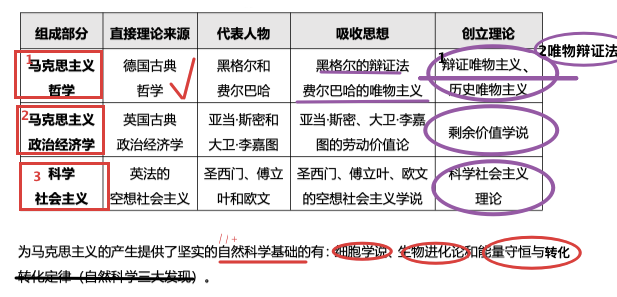 组成部分 直接理论来源 代表人物 吸收思想 创立理论
1 马克思主义 德国古典 黑格尔和 黑格尔的辩证法 1 辩证唯物主义、 2唯物辩证法
哲学 哲学 费尔巴哈 费尔巴哈的唯物主义 历史唯物主义
2 马克思主义 英国古典 亚当·斯密和 亚当·斯密、大卫·李嘉 剩余价值学说
政治经济学 政治经济学 大卫·李嘉图 图的劳动价值论
3 科学 英法的 圣西门、傅立 圣西门、傅立叶、欧文 科学社会主义
社会主义 空想社会主义 叶和欧文 的空想社会主义学说 理论
为马克思主义的产生提供了坚实的自然科学基础的有：细胞学说、生物进化论和能量守恒与转化
转化定律（自然科学三大发现）。